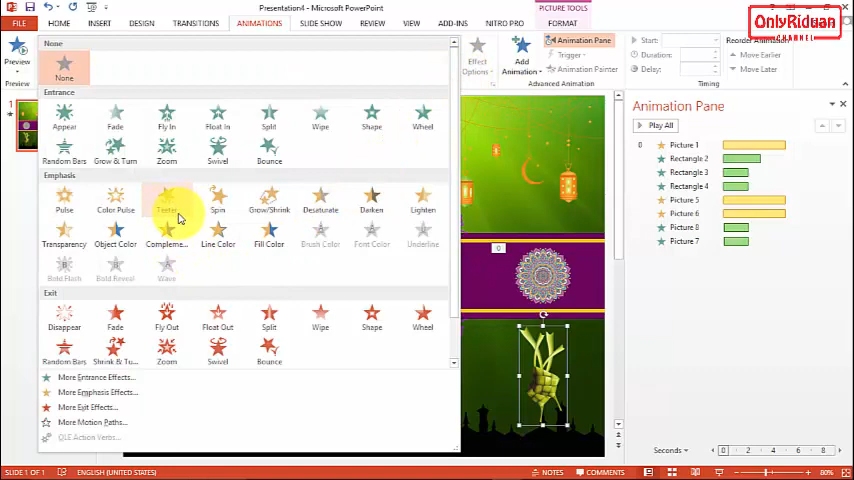 Presentation4 - Microsoft PowerPoint
PICTURE TOOLS
OnlyRiduan
CHANNEL
FILE HOME INSERT DESIGN TRANSITIONS ANIMATIONS SLIDE SHOW REVIEW VIEW ADD-INS NITRO PRO FORMAT
Preview
Preview
Effect
Options
Add
Animation
Animation Pane
Trigger
Animation Painter
Advanced Animation
Start:
Duration:
Delay:
Timing
Reorder Animation
Move Earlier
Move Later
None
None
Entrance
Appear Fade Fly In Float In Split Wipe Shape Wheel
Random Bars Grow & Turn Zoom Swivel Bounce
Emphasis
Pulse Color Pulse Teeter Spin Grow/Shrink Desaturate Darken Lighten
Transparency Object Color Compleme... Line Color Fill Color Brush Color Font Color Underline
Bold Flash Bold Reveal Wave
Exit
Disappear Fade Fly Out Float Out Split Wipe Shape Wheel
Random Bars Shrink & Tu... Zoom Swivel Bounce
More Entrance Effects...
More Emphasis Effects...
More Exit Effects...
More Motion Paths...
OLE Action Verbs...
1
0
Animation Pane
Play All
0 Picture 1
Rectangle 2
Rectangle 3
Rectangle 4
Picture 5
Picture 6
Picture 8
Picture 7
Seconds 0 2 4 6 8
SLIDE 1 OF 1 ENGLISH (UNITED STATES) NOTES COMMENTS 80%